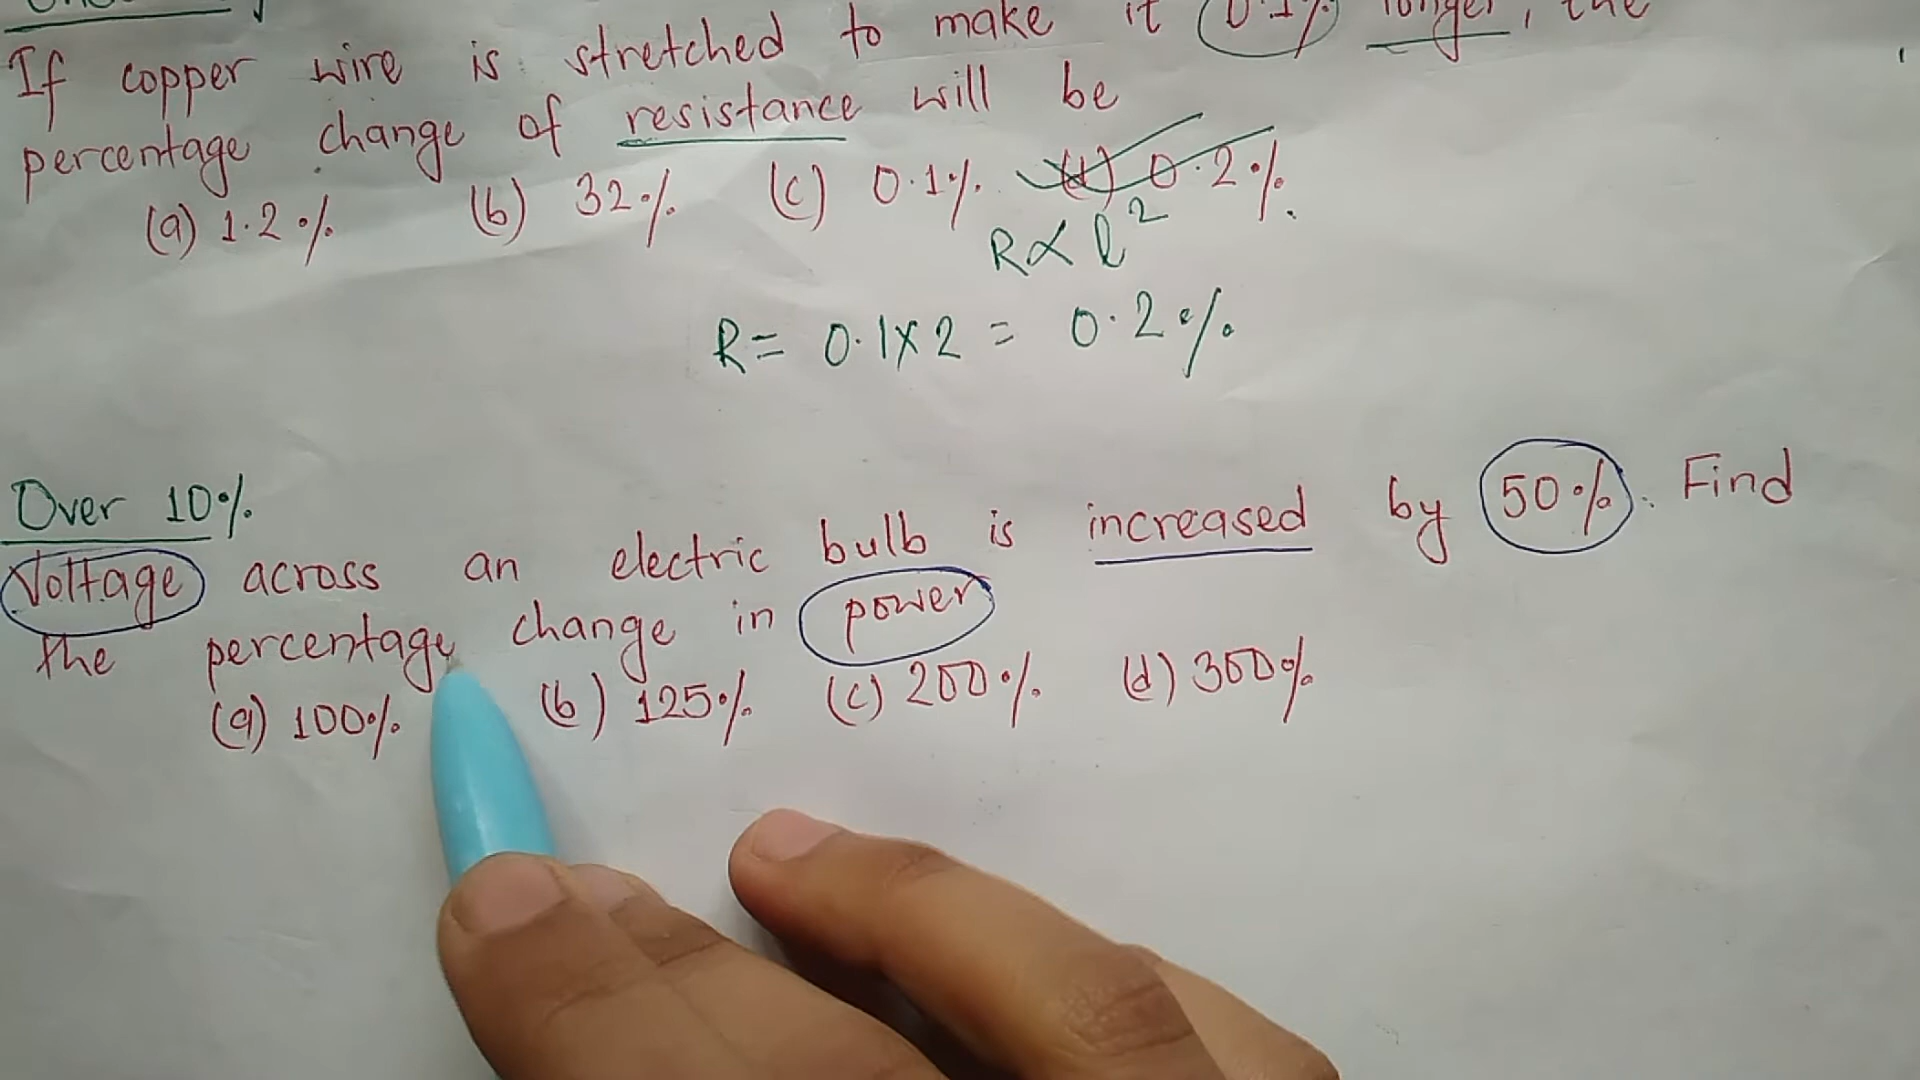 If copper wire is stretched to make it 0.1% longer, the
percentage change of resistance will be
(a) 1.2% (b) 32% (c) 0.1% (d) 0.2%.
R∝l²
R= 0.1×2 = 0.2%
Over 10%
Voltage across an electric bulb is increased by 50%. Find
the percentage change in power
(a) 100% (b) 125% (c) 200% (d) 300%